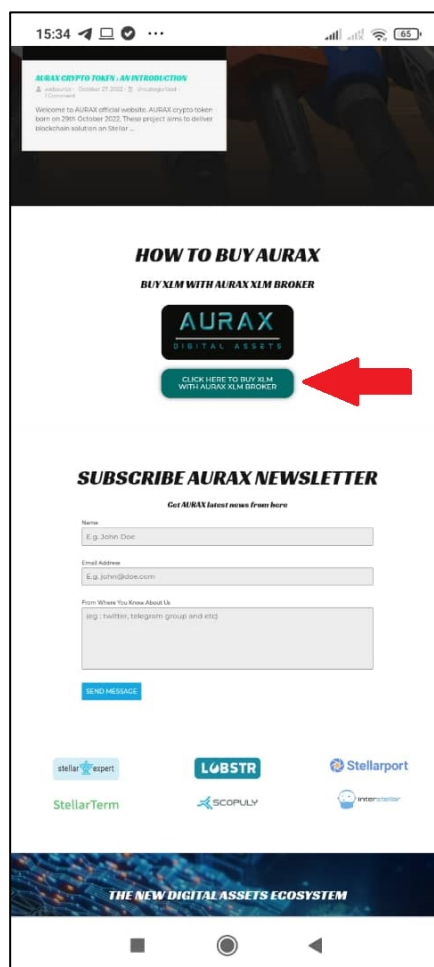 15:34
65
AURAX CRYPTO TOKEN : AN INTRODUCTION
October 27, 2022 - Uncategorized -
1 Comment
Welcome to AURAX official website. AURAX crypto token
born on 29th October 2022. These project aims to deliver
blockchain solution on Stellar ...
HOW TO BUY AURAX
BUY XLM WITH AURAX XLM BROKER
AURAX
DIGITAL ASSETS
CLICK HERE TO BUY XLM
WITH AURAX XLM BROKER
SUBSCRIBE AURAX NEWSLETTER
Get AURAX latest news from here
Name
E.g. John Doe
Email Address
E.g. john@doe.com
From Where You Know About Us
(eg : twitter, telegram group and etc)
SEND MESSAGE
stellar expert
LOBSTR
Stellarport
StellarTerm
SCOPULY
interstellar
THE NEW DIGITAL ASSETS ECOSYSTEM